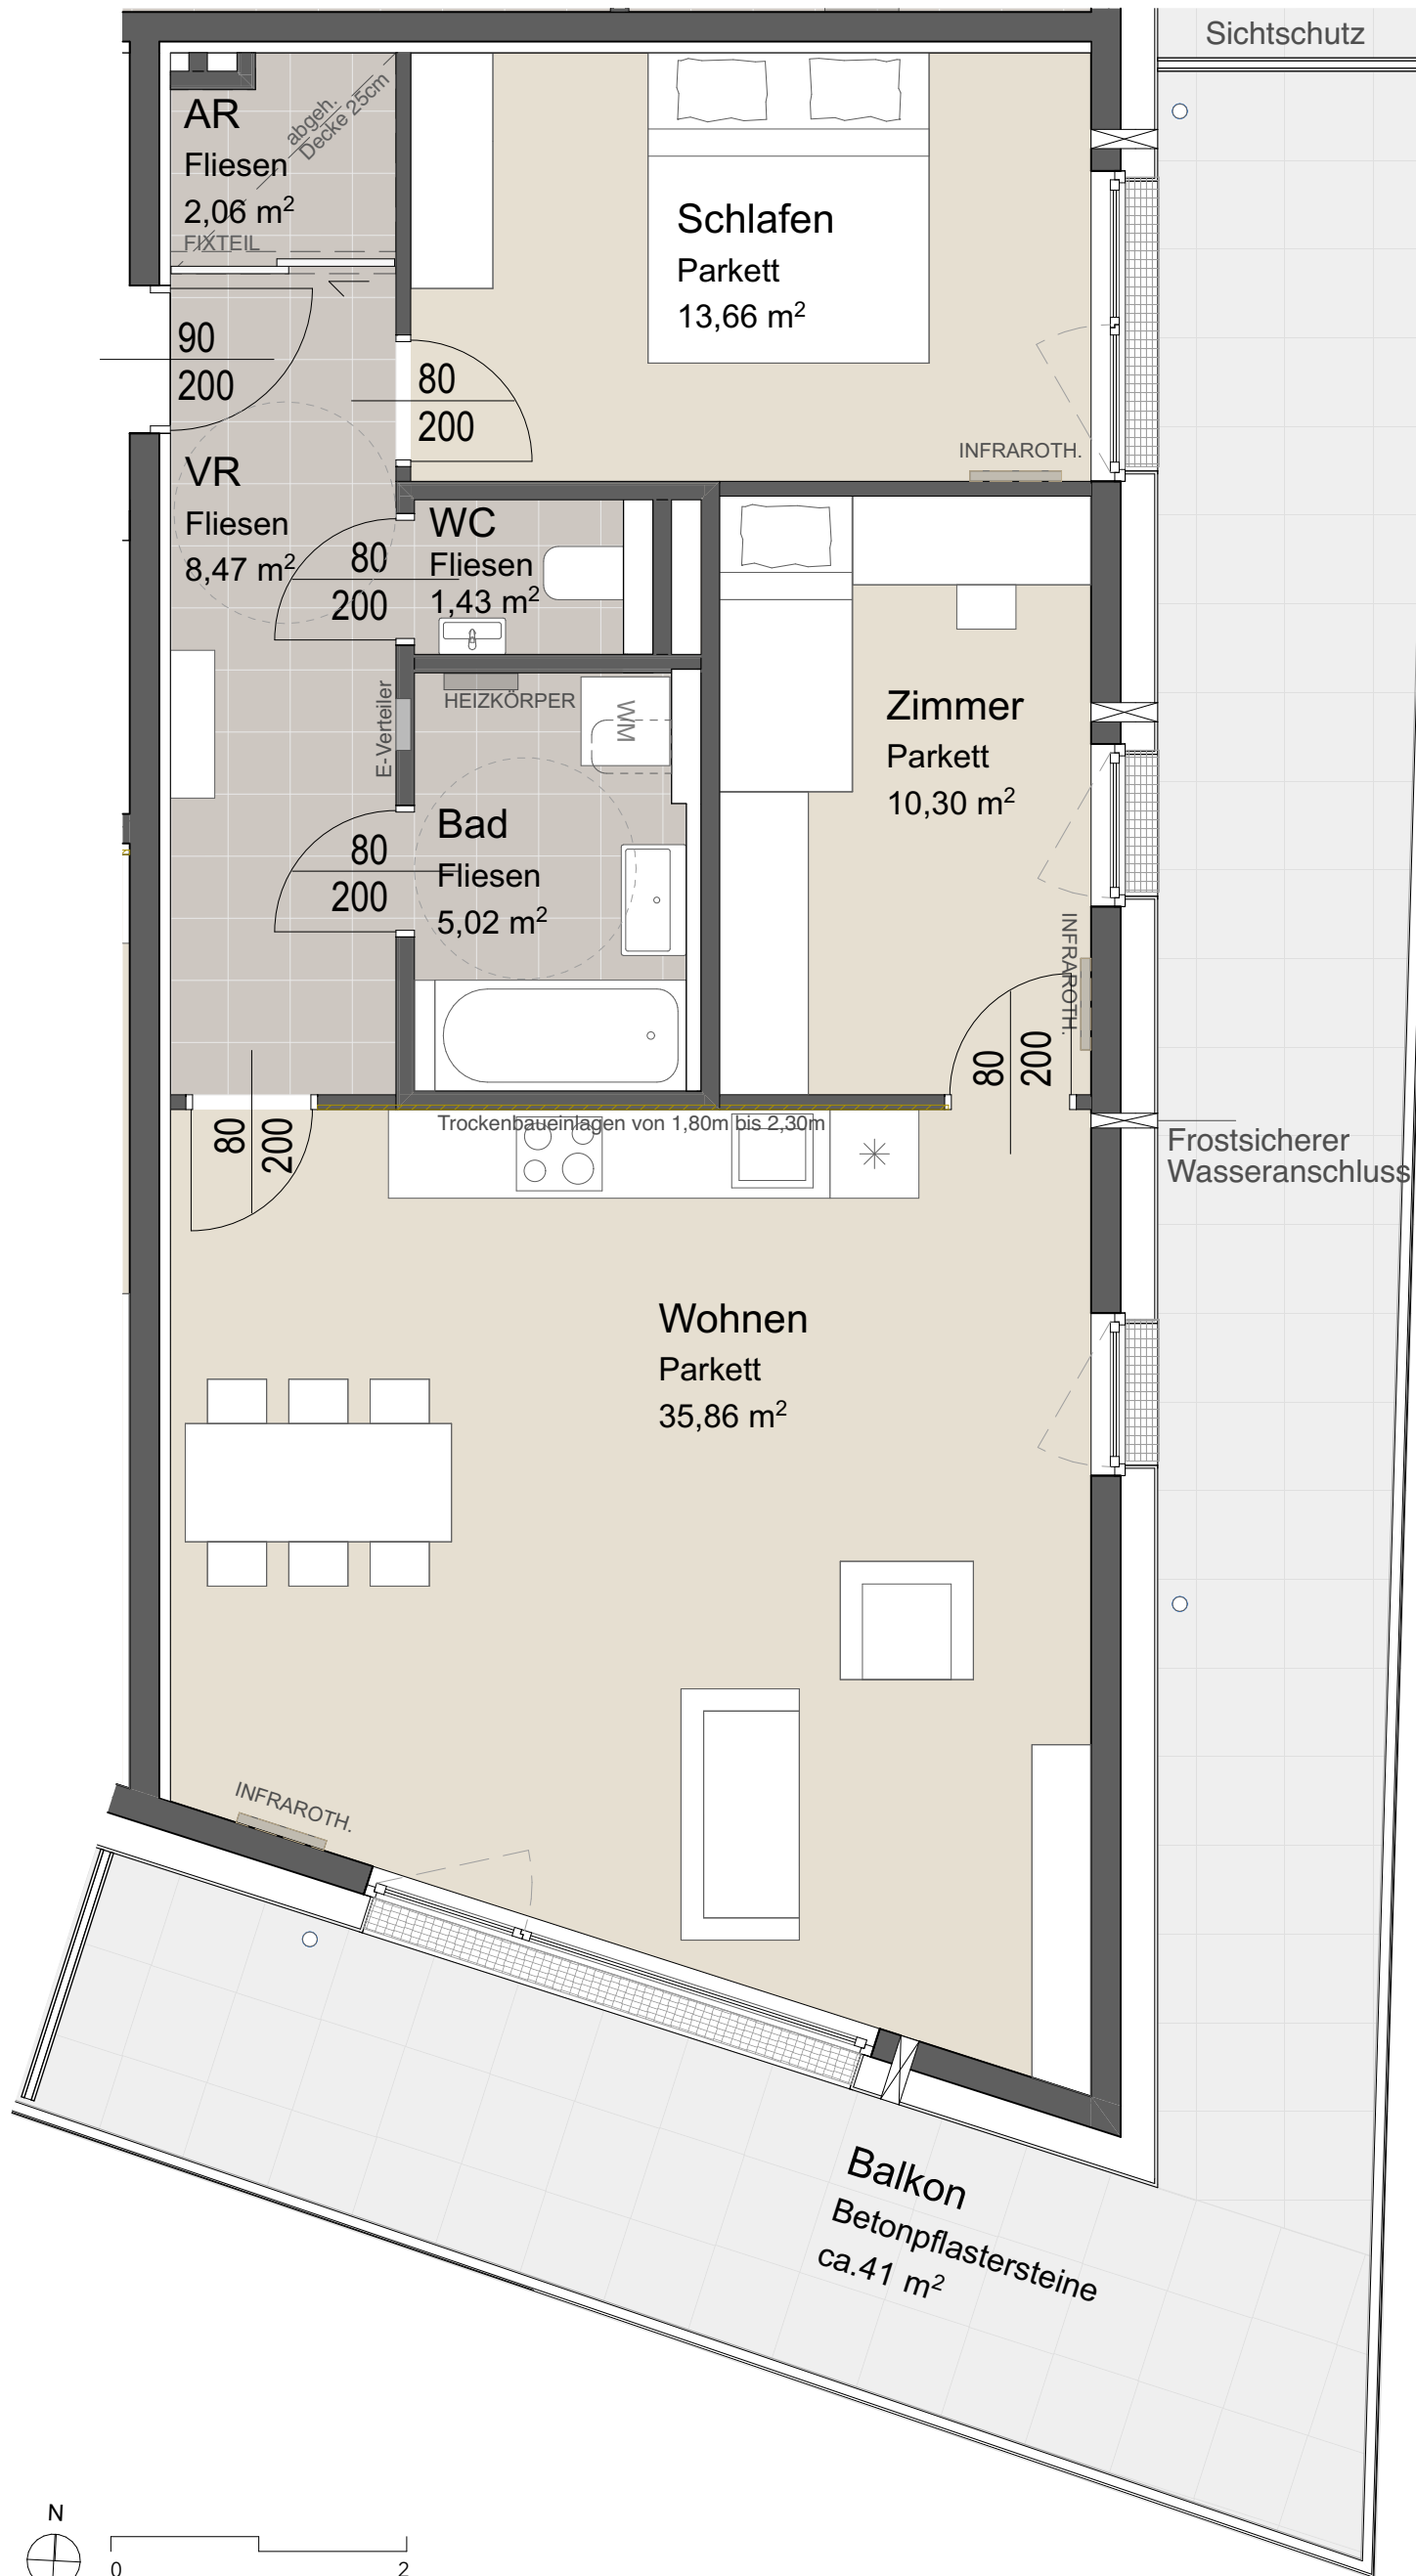 Sichtschutz
AR
Fliesen
2,06 m²
FIXTEIL
abgeh.
Decke 25cm
Schlafen
Parkett
13,66 m²
INFRAROTH.
90
200
80
200
VR
Fliesen
8,47 m²
80
200
WC
Fliesen
1,43 m²
E-Verteiler
HEIZKÖRPER
WM
Zimmer
Parkett
10,30 m²
INFRAROTH.
80
200
Bad
Fliesen
5,02 m²
80
200
80
200
Trockenbaueinlagen von 1,80m bis 2,30m
Frostsicherer
Wasseranschluss
Wohnen
Parkett
35,86 m²
INFRAROTH.
Balkon
Betonpflastersteine
ca.41 m²
N
0
2